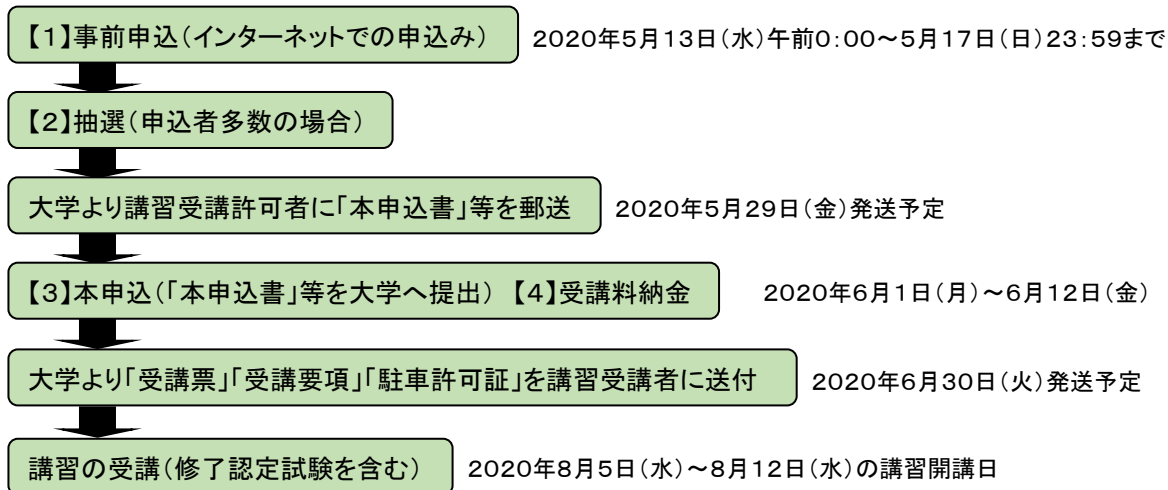 【1】事前申込（インターネットでの申込み） 2020年5月13日（水）午前0：00～5月17日（日）23：59まで
【2】抽選（申込者多数の場合）
大学より講習受講許可者に「本申込書」等を郵送 2020年5月29日（金）発送予定
【3】本申込（「本申込書」等を大学へ提出） 【4】受講料納金 2020年6月1日（月）～6月12日（金）
大学より「受講票」「受講要項」「駐車許可証」を講習受講者に送付 2020年6月30日（火）発送予定
講習の受講（修了認定試験を含む） 2020年8月5日（水）～8月12日（水）の講習開講日